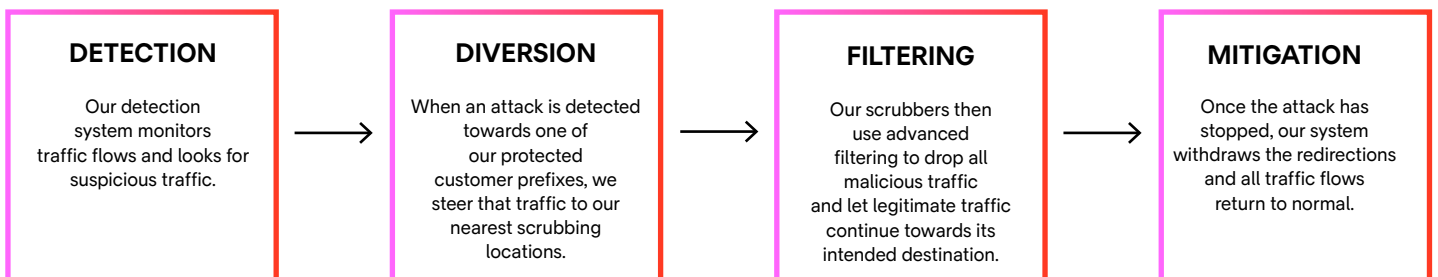 DETECTION
Our detection
system monitors
traffic flows and looks for
suspicious traffic.
DIVERSION
When an attack is detected
towards one of
our protected
customer prefixes, we
steer that traffic to our
nearest scrubbing
locations.
FILTERING
Our scrubbers then
use advanced
filtering to drop all
malicious traffic
and let legitimate traffic
continue towards its
intended destination.
MITIGATION
Once the attack has
stopped, our system
withdraws the redirections
and all traffic flows
return to normal.